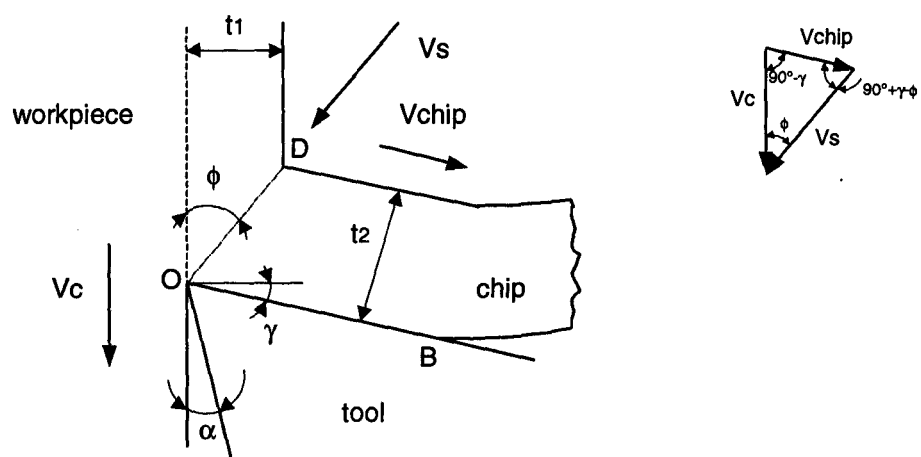 t1
Vs
workpiece
Vchip
D
ϕ
t2
O
Vc
γ
chip
B
α
tool
Vchip
90°-γ
90°+γ-ϕ
Vc
ϕ
Vs